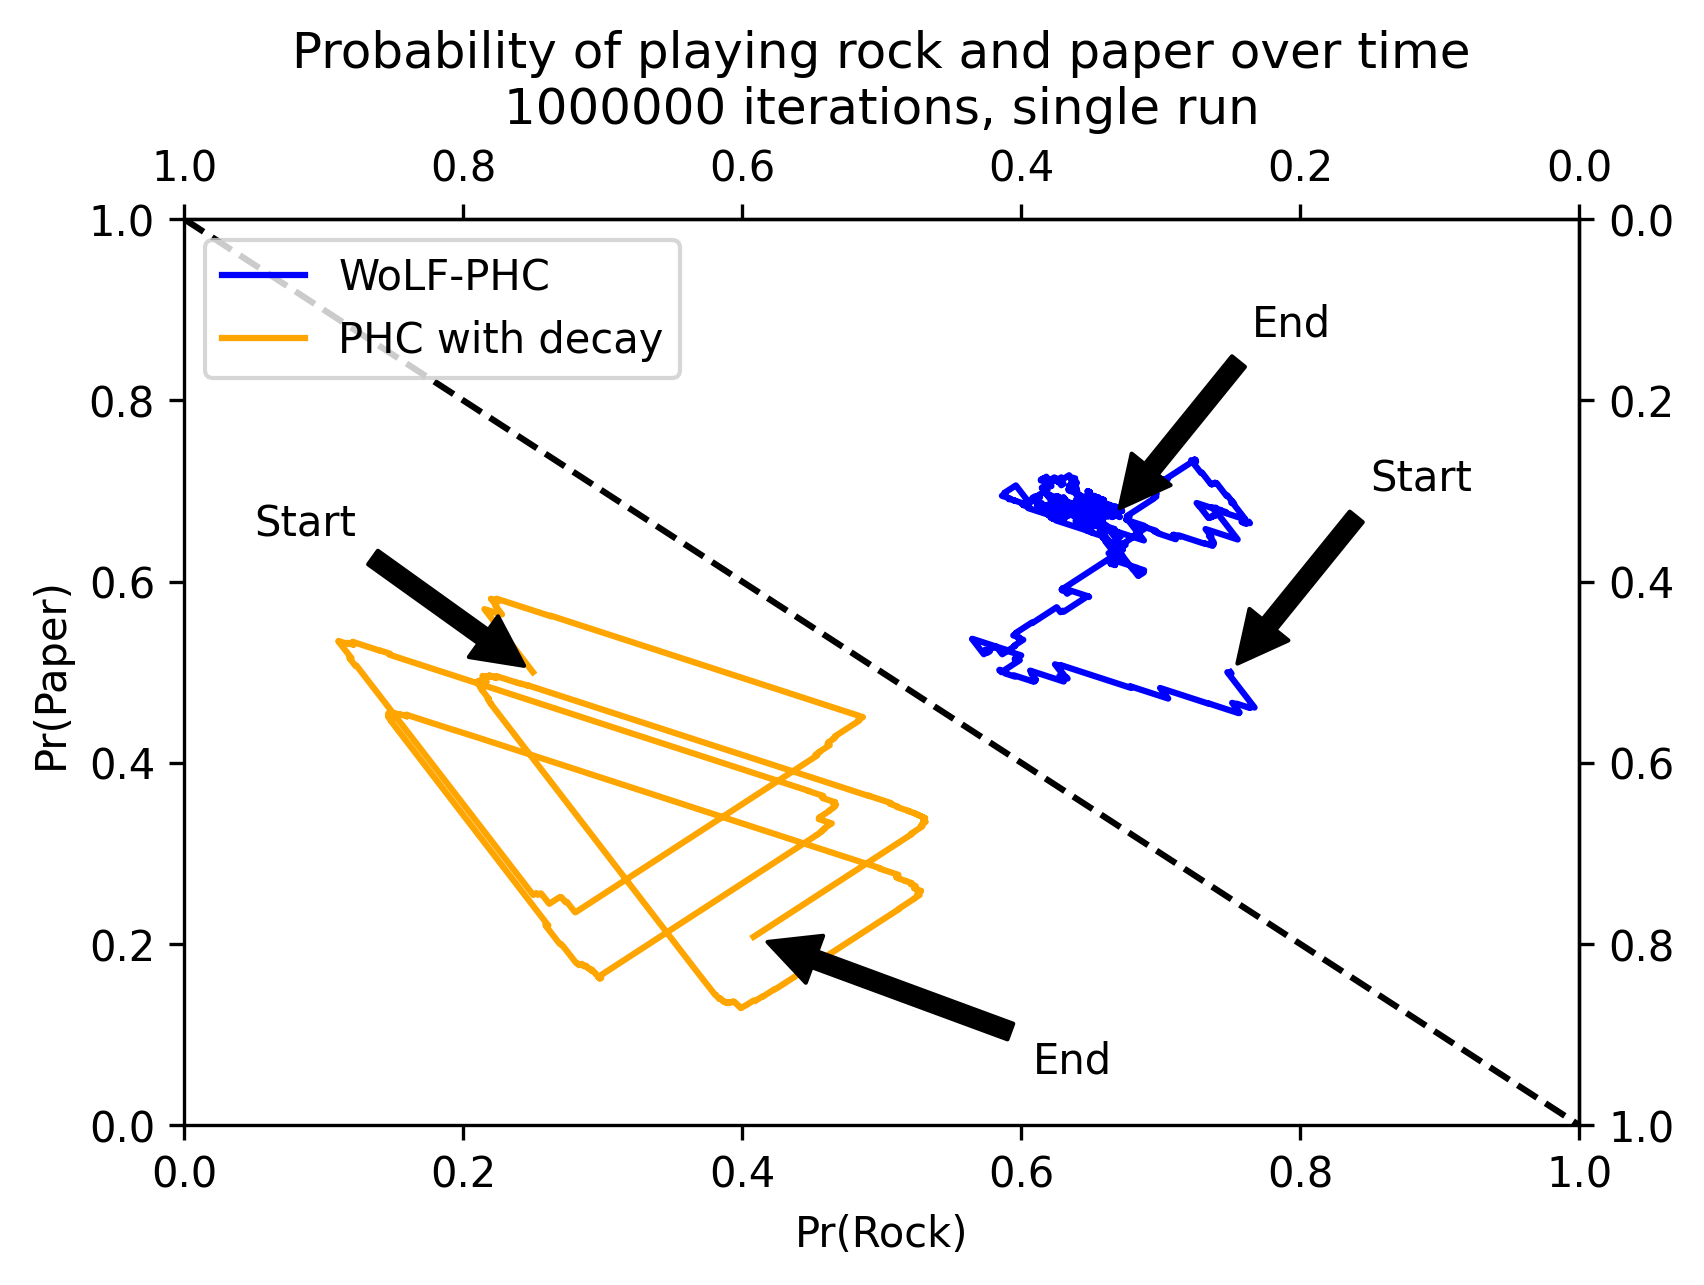 Probability of playing rock and paper over time
1000000 iterations, single run
1.0 0.8 0.6 0.4 0.2 0.0
1.0 0.0
WoLF-PHC
PHC with decay
End
0.8 0.2
Start
Start
0.6 0.4
Pr(Paper)
0.4 0.6
0.2 0.8
End
0.0 1.0
0.0 0.2 0.4 0.6 0.8 1.0
Pr(Rock)